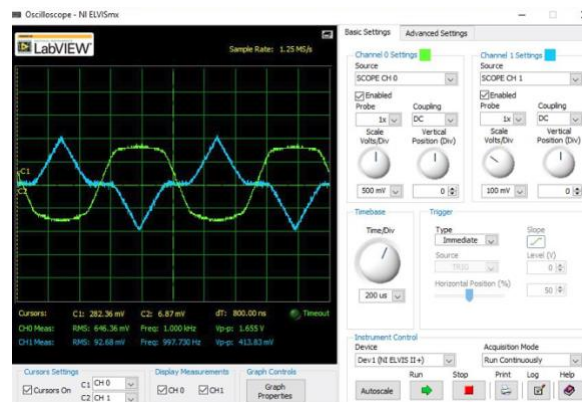 Oscilloscope - NI ELVISmx
LabVIEW
Sample Rate: 1.25 MS/s
C1
C2
Cursors: C1: 282.36 mV C2: 6.87 mV dT: 800.00 ns Timeout
CH0 Meas: RMS: 646.36 mV Freq: 1.000 kHz Vp-p: 1.655 V
CH1 Meas: RMS: 92.68 mV Freq: 997.730 Hz Vp-p: 413.83 mV
Cursors Settings
Cursors On
C1 CH 0
C2 CH 1
Display Measurements
CH 0 CH1
Graph Controls
Graph
Properties
Basic Settings Advanced Settings
Channel 0 Settings Channel 1 Settings
Source Source
SCOPE CH 0 SCOPE CH 1
Enabled Enabled
Probe Coupling Probe Coupling
1x DC 1x DC
Scale Vertical Scale Vertical
Volts/Div Position (Div) Volts/Div Position (Div)
500 mV 0 100 mV 0
Timebase Trigger
Time/Div
200 us
Type Slope
Immediate
Source Level (V)
TRIG 0
Horizontal Position (%)
50
Instrument Control
Device Acquisition Mode
Dev1 (NI ELVIS II+) Run Continuously
Run Stop Print Log Help
Autoscale